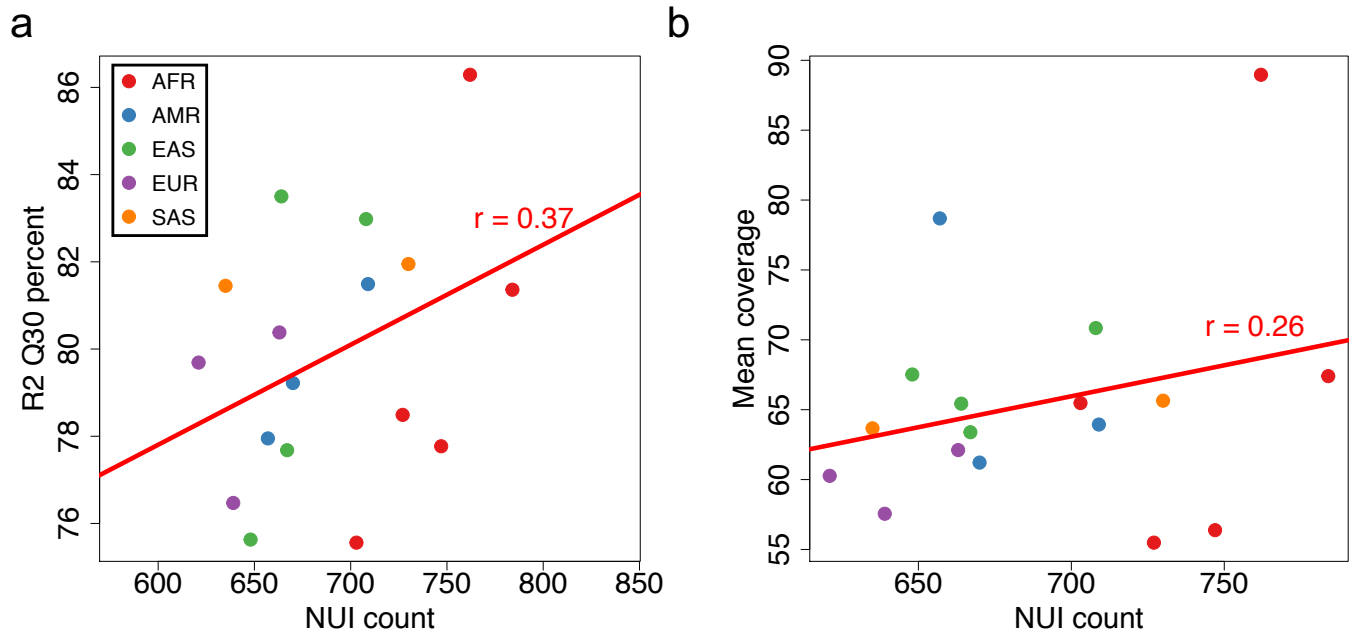 a
R2 Q30 percent
86
84
82
80
78
76
AFR
AMR
EAS
EUR
SAS
r = 0.37
600 650 700 750 800 850
NUI count
b
Mean coverage
90
85
80
75
70
65
60
55
r = 0.26
650 700 750
NUI count